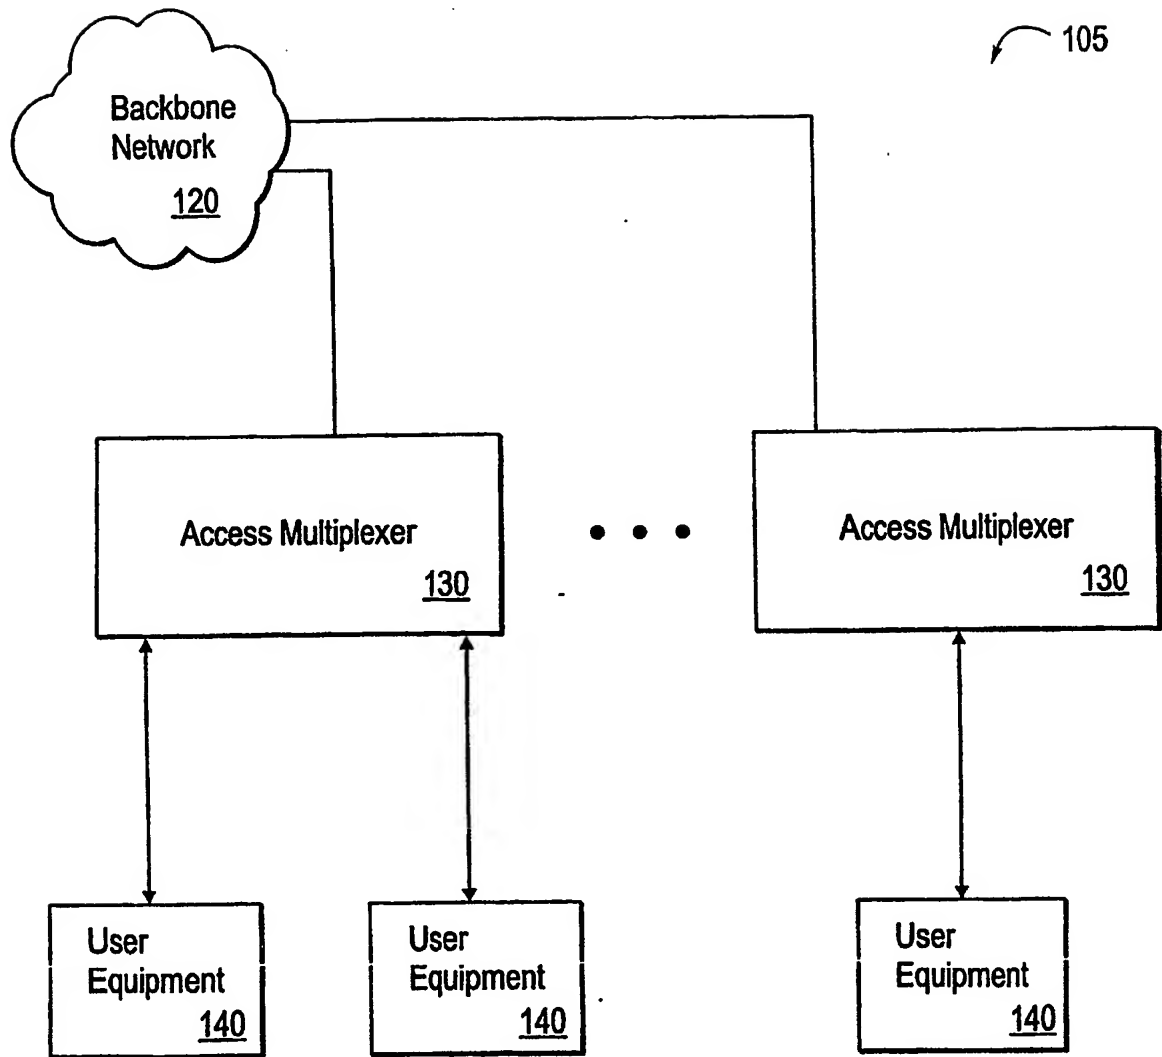 105
Backbone
Network
120
Access Multiplexer
130
Access Multiplexer
130
User
Equipment
140
User
Equipment
140
User
Equipment
140